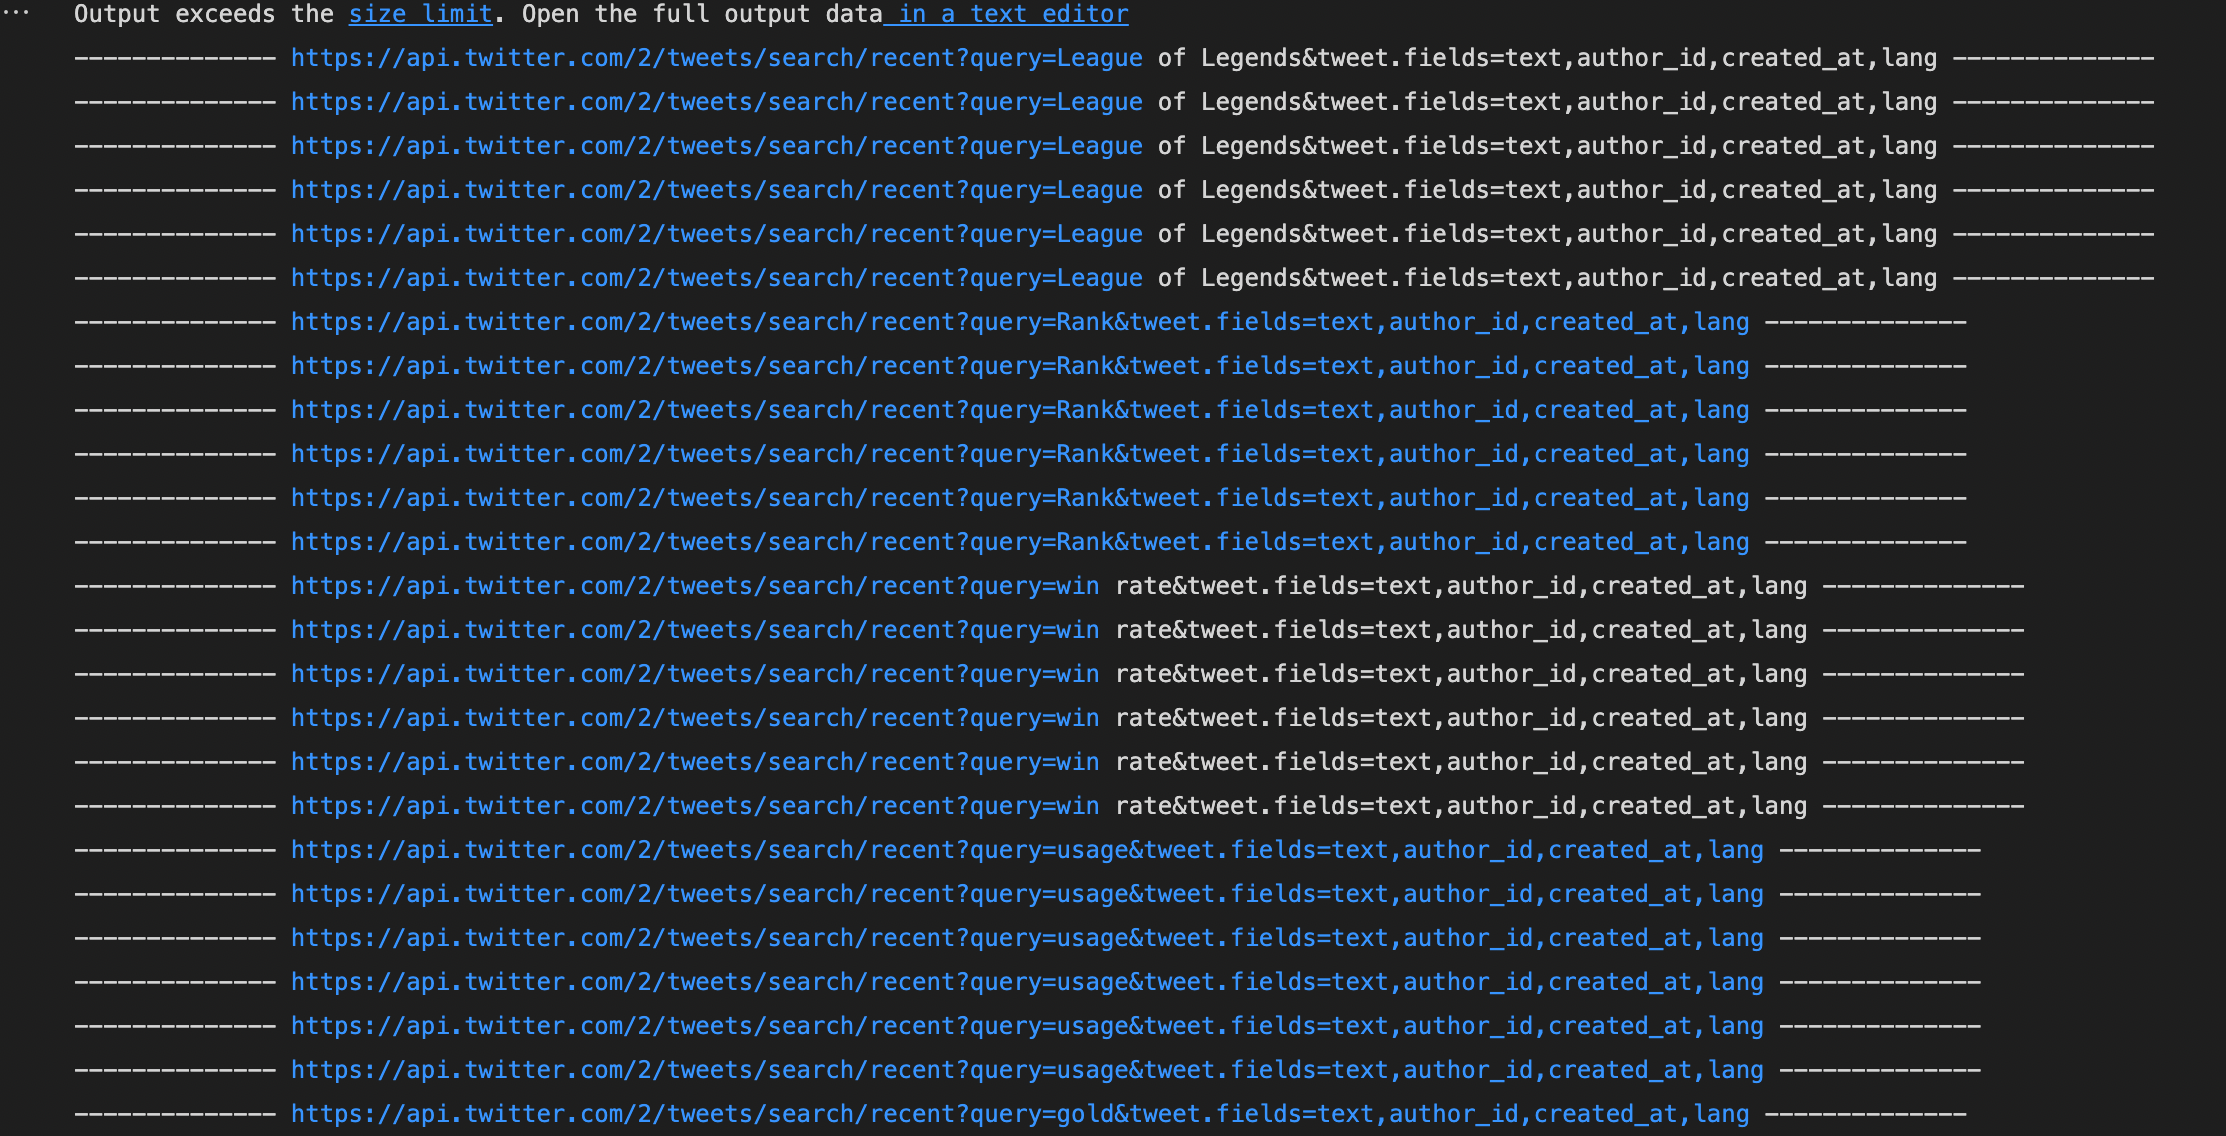 Output exceeds the size limit. Open the full output data in a text editor
-------------- https://api.twitter.com/2/tweets/search/recent?query=League of Legends&tweet.fields=text,author_id,created_at,lang --------------
-------------- https://api.twitter.com/2/tweets/search/recent?query=League of Legends&tweet.fields=text,author_id,created_at,lang --------------
-------------- https://api.twitter.com/2/tweets/search/recent?query=League of Legends&tweet.fields=text,author_id,created_at,lang --------------
-------------- https://api.twitter.com/2/tweets/search/recent?query=League of Legends&tweet.fields=text,author_id,created_at,lang --------------
-------------- https://api.twitter.com/2/tweets/search/recent?query=League of Legends&tweet.fields=text,author_id,created_at,lang --------------
-------------- https://api.twitter.com/2/tweets/search/recent?query=League of Legends&tweet.fields=text,author_id,created_at,lang --------------
-------------- https://api.twitter.com/2/tweets/search/recent?query=Rank&tweet.fields=text,author_id,created_at,lang --------------
-------------- https://api.twitter.com/2/tweets/search/recent?query=Rank&tweet.fields=text,author_id,created_at,lang --------------
-------------- https://api.twitter.com/2/tweets/search/recent?query=Rank&tweet.fields=text,author_id,created_at,lang --------------
-------------- https://api.twitter.com/2/tweets/search/recent?query=Rank&tweet.fields=text,author_id,created_at,lang --------------
-------------- https://api.twitter.com/2/tweets/search/recent?query=Rank&tweet.fields=text,author_id,created_at,lang --------------
-------------- https://api.twitter.com/2/tweets/search/recent?query=Rank&tweet.fields=text,author_id,created_at,lang --------------
-------------- https://api.twitter.com/2/tweets/search/recent?query=win rate&tweet.fields=text,author_id,created_at,lang --------------
-------------- https://api.twitter.com/2/tweets/search/recent?query=win rate&tweet.fields=text,author_id,created_at,lang --------------
-------------- https://api.twitter.com/2/tweets/search/recent?query=win rate&tweet.fields=text,author_id,created_at,lang --------------
-------------- https://api.twitter.com/2/tweets/search/recent?query=win rate&tweet.fields=text,author_id,created_at,lang --------------
-------------- https://api.twitter.com/2/tweets/search/recent?query=win rate&tweet.fields=text,author_id,created_at,lang --------------
-------------- https://api.twitter.com/2/tweets/search/recent?query=win rate&tweet.fields=text,author_id,created_at,lang --------------
-------------- https://api.twitter.com/2/tweets/search/recent?query=usage&tweet.fields=text,author_id,created_at,lang --------------
-------------- https://api.twitter.com/2/tweets/search/recent?query=usage&tweet.fields=text,author_id,created_at,lang --------------
-------------- https://api.twitter.com/2/tweets/search/recent?query=usage&tweet.fields=text,author_id,created_at,lang --------------
-------------- https://api.twitter.com/2/tweets/search/recent?query=usage&tweet.fields=text,author_id,created_at,lang --------------
-------------- https://api.twitter.com/2/tweets/search/recent?query=usage&tweet.fields=text,author_id,created_at,lang --------------
-------------- https://api.twitter.com/2/tweets/search/recent?query=usage&tweet.fields=text,author_id,created_at,lang --------------
-------------- https://api.twitter.com/2/tweets/search/recent?query=gold&tweet.fields=text,author_id,created_at,lang --------------